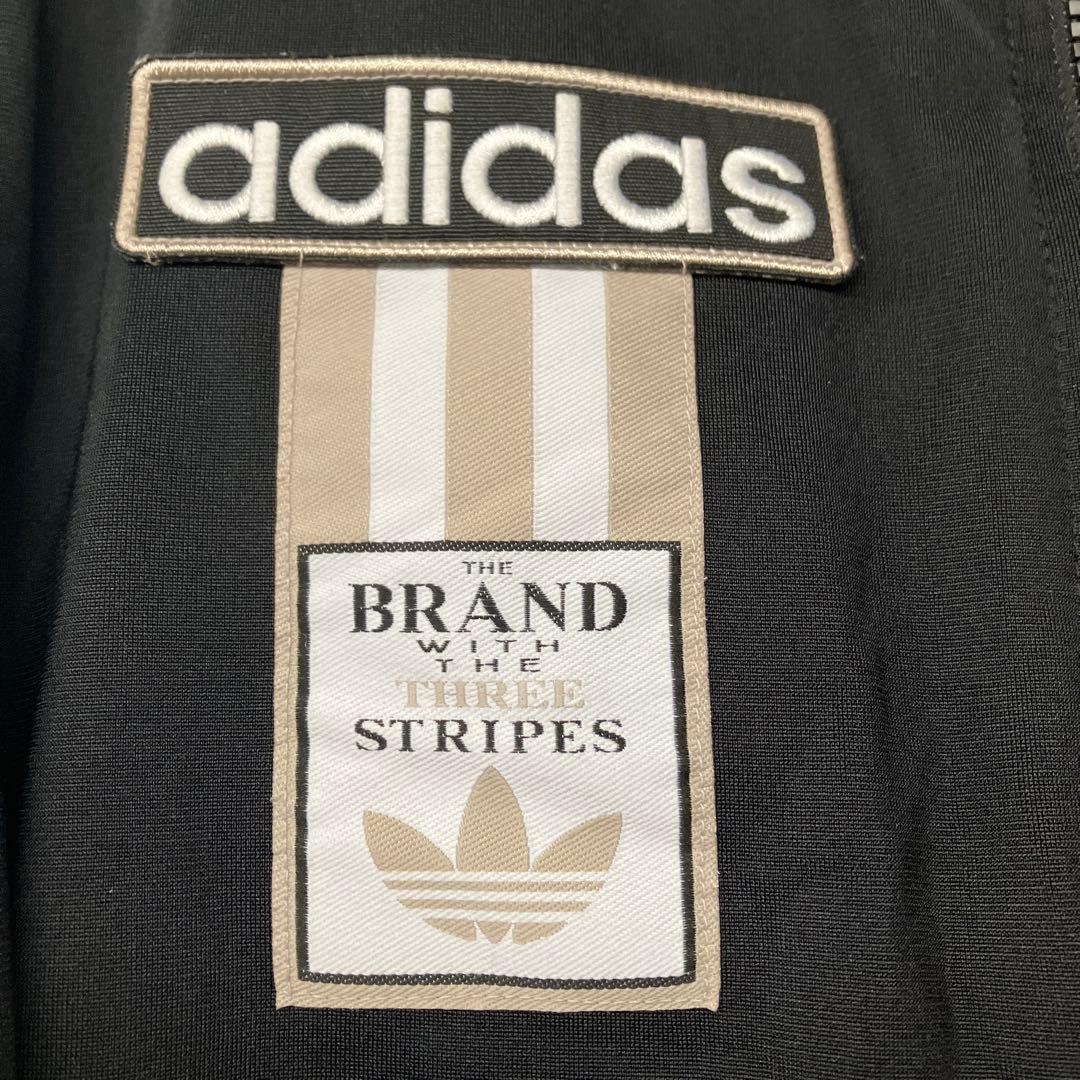 adidas
THE
BRAND
WITH
THE
THREE
STRIPES